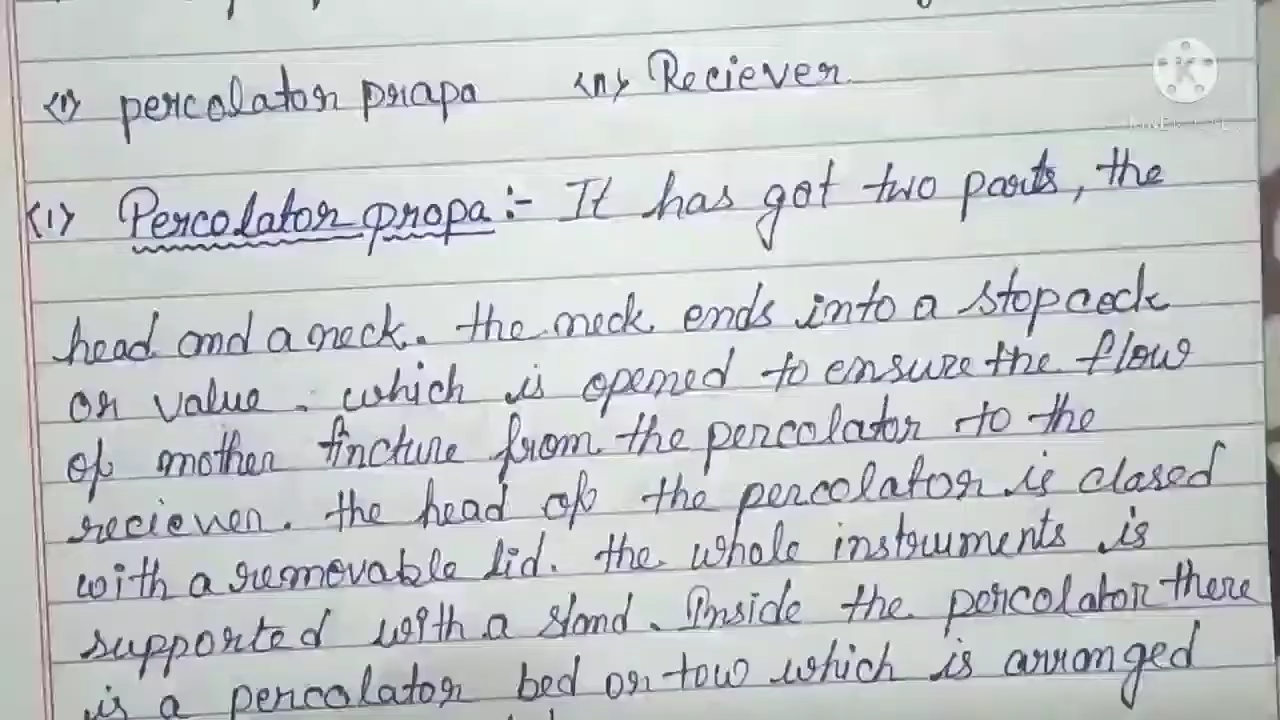 <i> percolator prapa <ii> Reciever.
<1> Percolator propa :- It has got two parts, the
head and a neck. the neck ends into a stopcock
or value. which is opened to ensure the flow
of mother tincture from the percolator to the
reciever. the head of the percolator is closed
with a removable lid. the whole instruments is
supported with a stand. Inside the percolator there
is a percolator bed or tow which is arranged